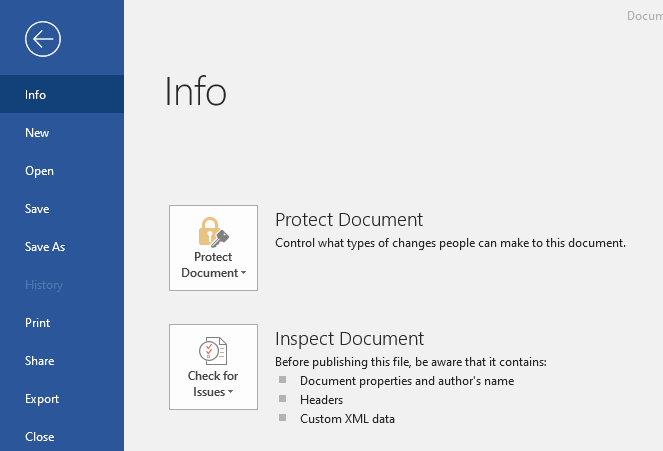 Docum
Info
New
Open
Save
Save As
History
Print
Share
Export
Close
Info
Protect
Document
Protect Document
Control what types of changes people can make to this document.
Check for
Issues
Inspect Document
Before publishing this file, be aware that it contains:
Document properties and author's name
Headers
Custom XML data